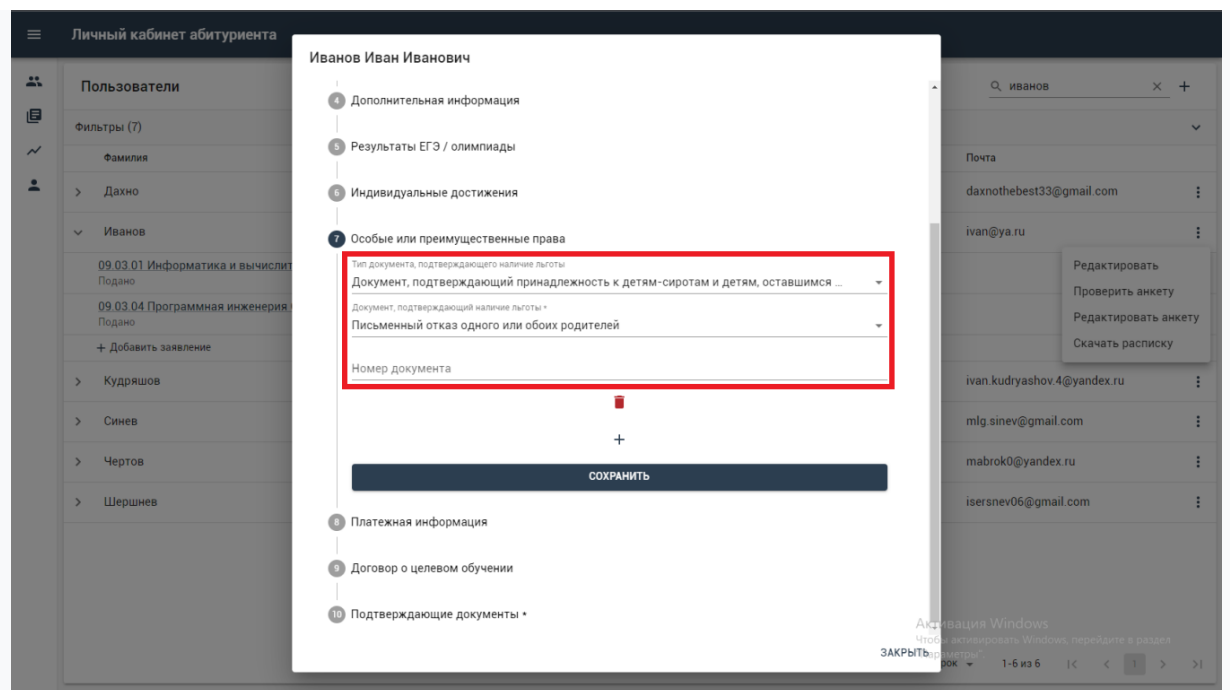 Личный кабинет абитуриента
Пользователи
иванов
Фильтры (7)
Фамилия
Почта
Дахно
daxnothebest33@gmail.com
Иванов
ivan@ya.ru
09.03.01 Информатика и
Подано
09.03.04 Программная инженерия
Подано
+ Добавить заявление
Редактировать
Проверить анкету
Редактировать анкету
Скачать расписку
Кудряшов
ivan.kudryashov.4@yandex.ru
Синев
mlg.sinev@gmail.com
Чертов
mabrok0@yandex.ru
Шершнев
isersnev06@gmail.com
Иванов Иван Иванович
4 Дополнительная информация
5 Результаты ЕГЭ / олимпиады
6 Индивидуальные достижения
7 Особые или преимущественные права
Тип документа, подтверждающего наличие льготы
Документ, подтверждающий принадлежность к детям-сиротам и детям, оставшимся ...
Документ, подтверждающий наличие льготы *
Письменный отказ одного или обоих родителей
Номер документа
+
СОХРАНИТЬ
8 Платежная информация
9 Договор о целевом обучении
10 Подтверждающие документы *
ЗАКРЫТЬ
Активация Windows
Чтобы активировать Windows, перейдите в раздел
1-6 из 6
1